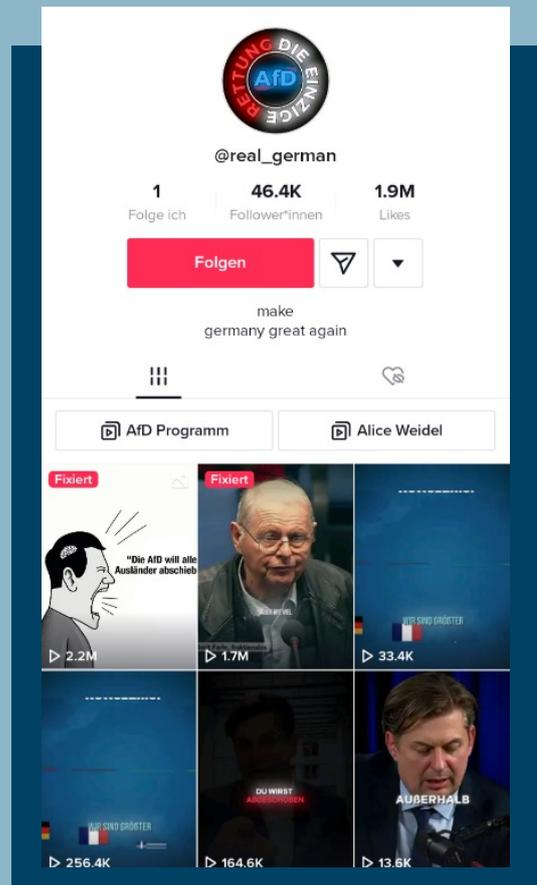 RETTUNG DIE EINZIGE
AfD
@real_german
1 46.4K 1.9M
Folge ich Follower*innen Likes
Folgen
make
germany great again
AfD Programm Alice Weidel
Fixiert Fixiert
"Die AfD will alle
Ausländer abschieb
WIR SIND GRÖßTER
2.2M 1.7M 33.4K
WIR SIND GRÖßTER
DU WIRST
ABGESCHOBEN
AUßERHALB
256.4K 164.6K 13.6K